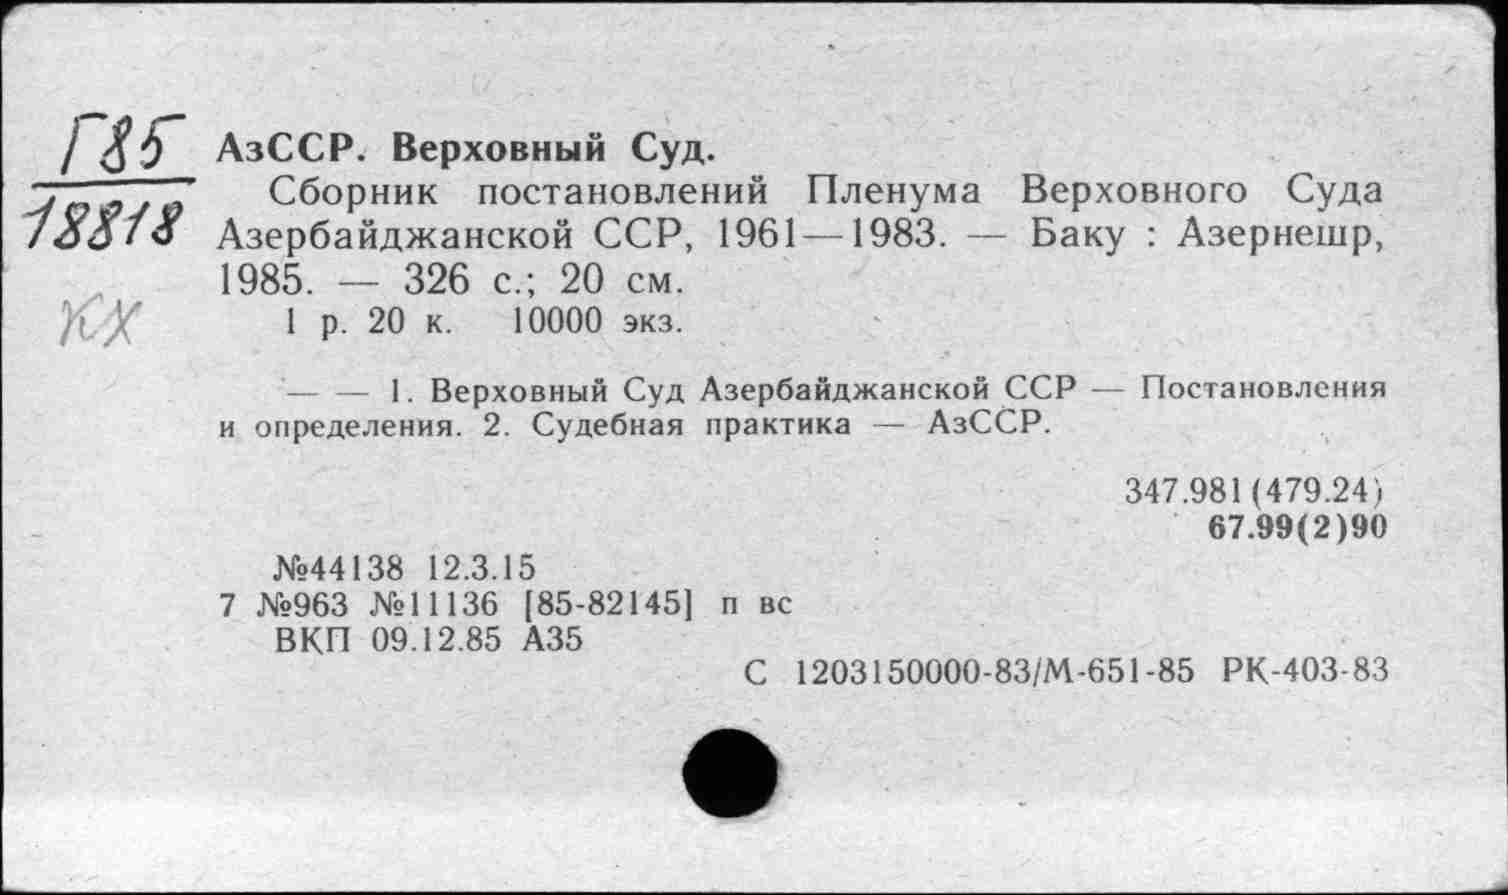 Г85
18818
кх
АзССР. Верховный Суд.
Сборник постановлений Пленума Верховного Суда
Азербайджанской ССР, 1961—1983. — Баку : Азернешр,
1985. — 326 с.; 20 см.
1 р. 20 к. 10000 экз.
— — 1. Верховный Суд Азербайджанской ССР — Постановления
и определения. 2. Судебная практика — АзССР.
347.981(479.24)
67.99(2)90
№44138 12.3.15
7 №963 №11136 [85-82145] п вс
ВКП 09.12.85 А35
С 1203150000-83/М-651-85 РК-403-83